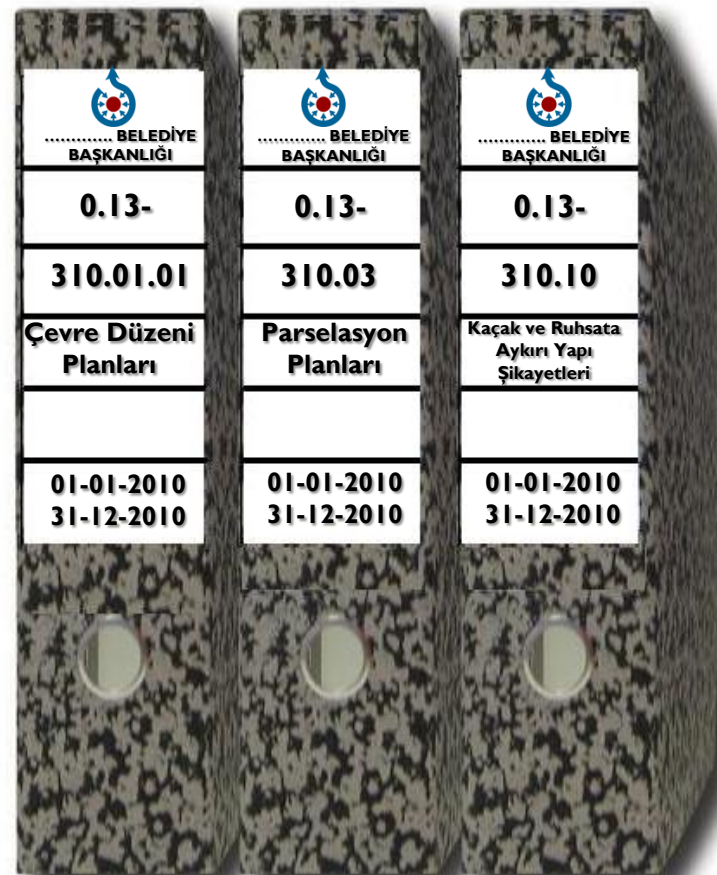 ............. BELEDİYE
BAŞKANLIĞI
0.13-
310.01.01
Çevre Düzeni
Planları
01-01-2010
31-12-2010
............. BELEDİYE
BAŞKANLIĞI
0.13-
310.03
Parselasyon
Planları
01-01-2010
31-12-2010
............. BELEDİYE
BAŞKANLIĞI
0.13-
310.10
Kaçak ve Ruhsata
Aykırı Yapı
Şikayetleri
01-01-2010
31-12-2010